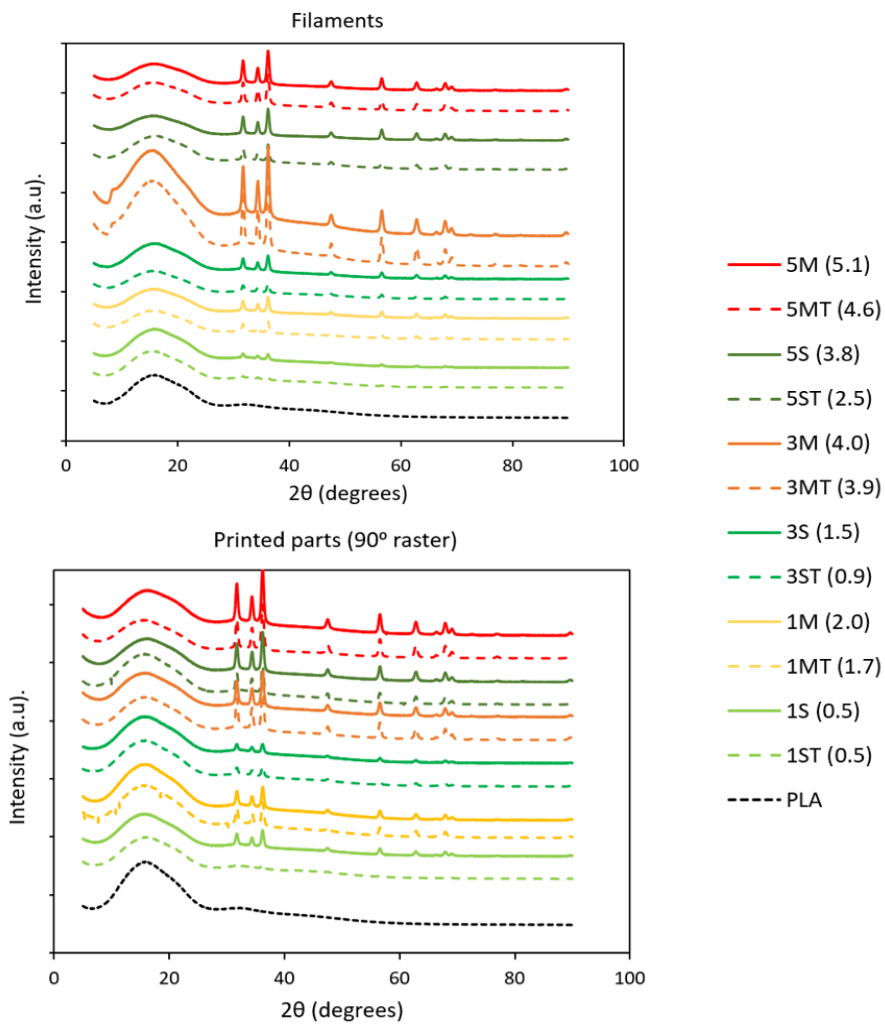 Filaments
Intensity (a.u).
0 20 40 60 80 100
2θ (degrees)
Printed parts (90° raster)
Intensity (a.u).
0 20 40 60 80 100
2θ (degrees)
5M (5.1)
5MT (4.6)
5S (3.8)
5ST (2.5)
3M (4.0)
3MT (3.9)
3S (1.5)
3ST (0.9)
1M (2.0)
1MT (1.7)
1S (0.5)
1ST (0.5)
PLA